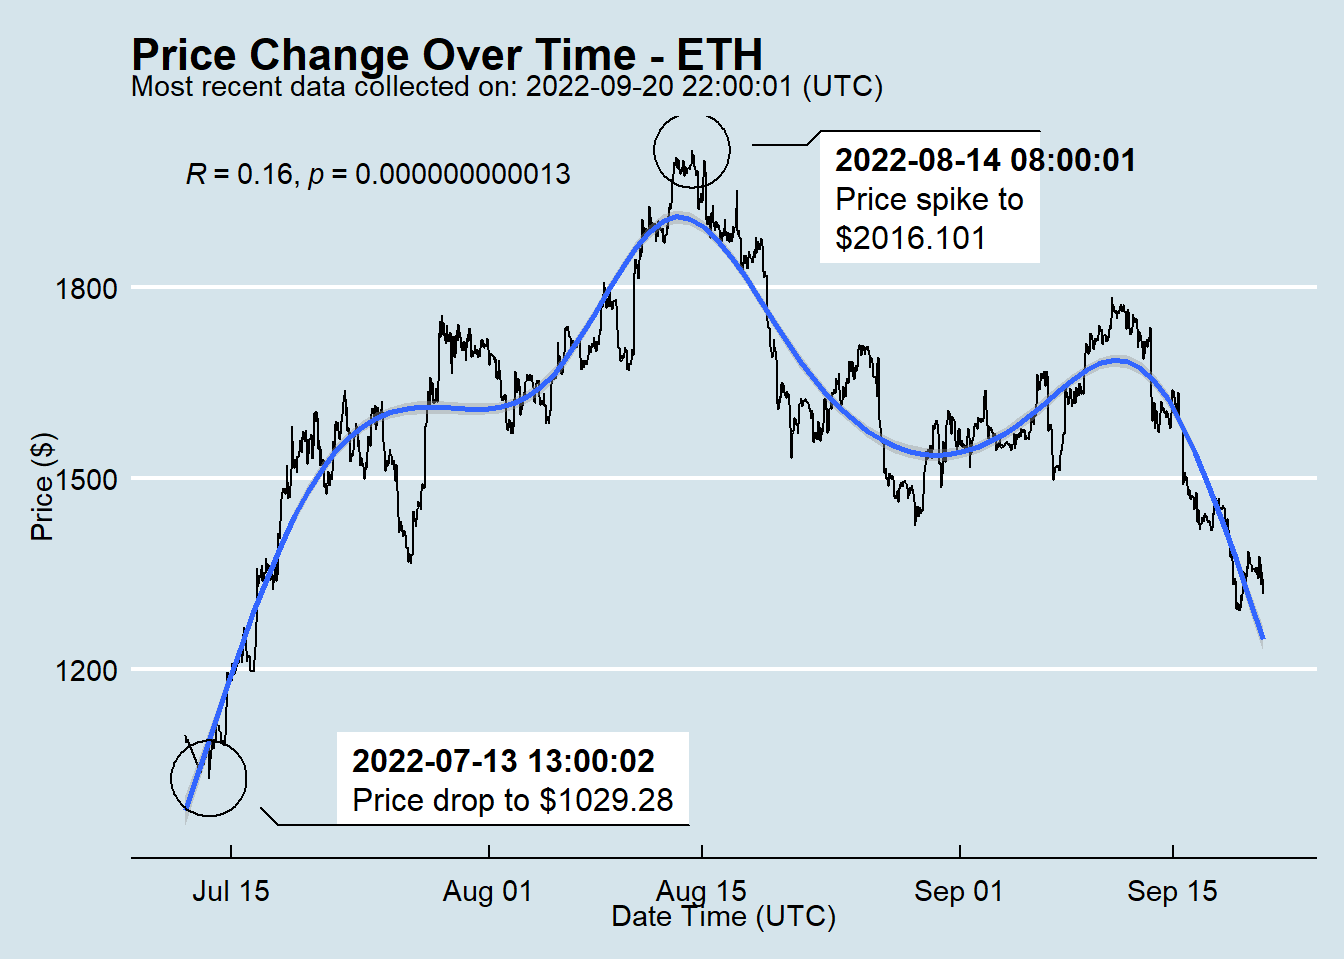 Price Change Over Time - ETH
Most recent data collected on: 2022-09-20 22:00:01 (UTC)
R = 0.16, p = 0.000000000013
2022-08-14 08:00:01
Price spike to
$2016.101
1800
1500
1200
Price ($)
2022-07-13 13:00:02
Price drop to $1029.28
Jul 15
Aug 01
Aug 15
Sep 01
Sep 15
Date Time (UTC)